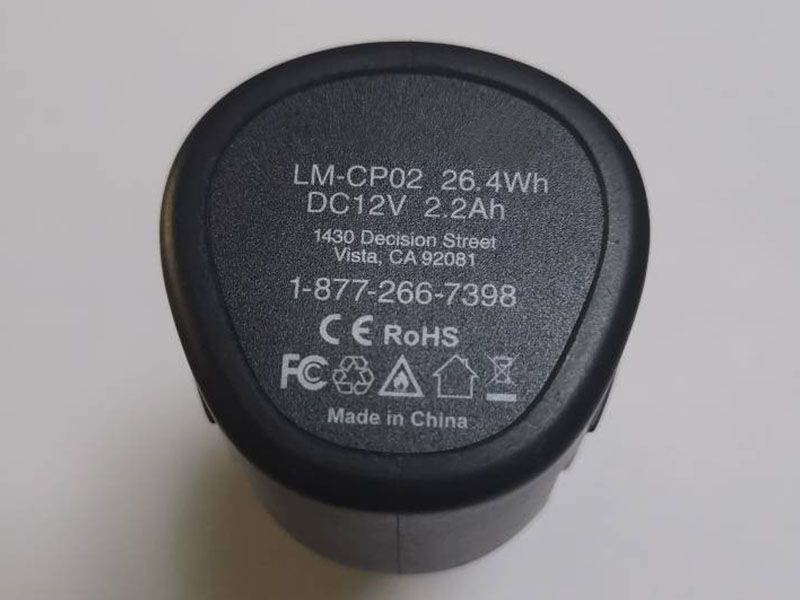 LM-CP02 26.4Wh
DC12V 2.2Ah
1430 Decision Street
Vista, CA 92081
1-877-266-7398
CE RoHS
FC
Made in China